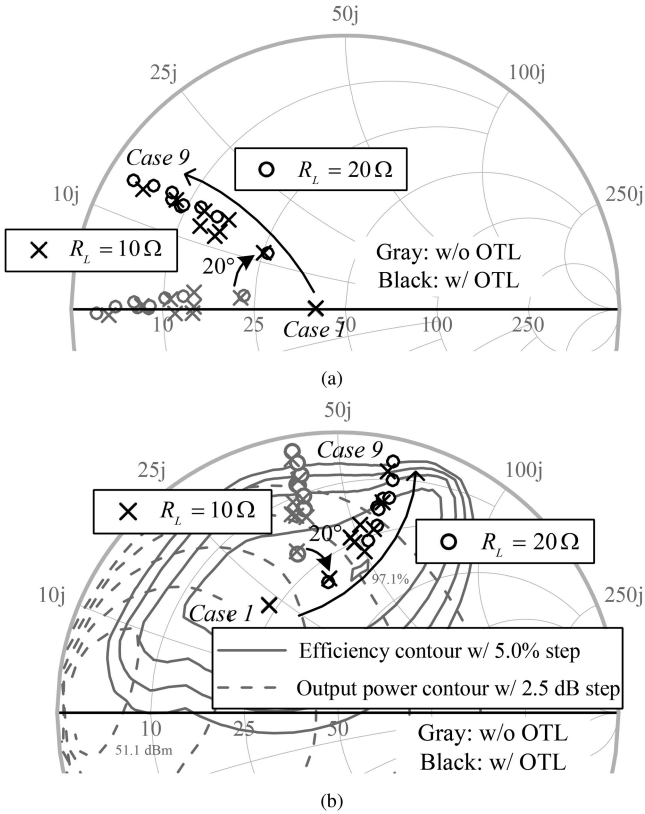 50j
25j
100j
Case 9
R_L = 20 Ω
10j
250j
R_L = 10 Ω
20°
Gray: w/o OTL
Black: w/ OTL
10
25
Case 1
50
100
250
(a)
50j
Case 9
25j
100j
R_L = 10 Ω
20°
R_L = 20 Ω
97.1%
10j
250j
Case 1
Efficiency contour w/ 5.0% step
Output power contour w/ 2.5 dB step
10
25
50
Gray: w/o OTL
51.1 dBm
Black: w/ OTL
(b)